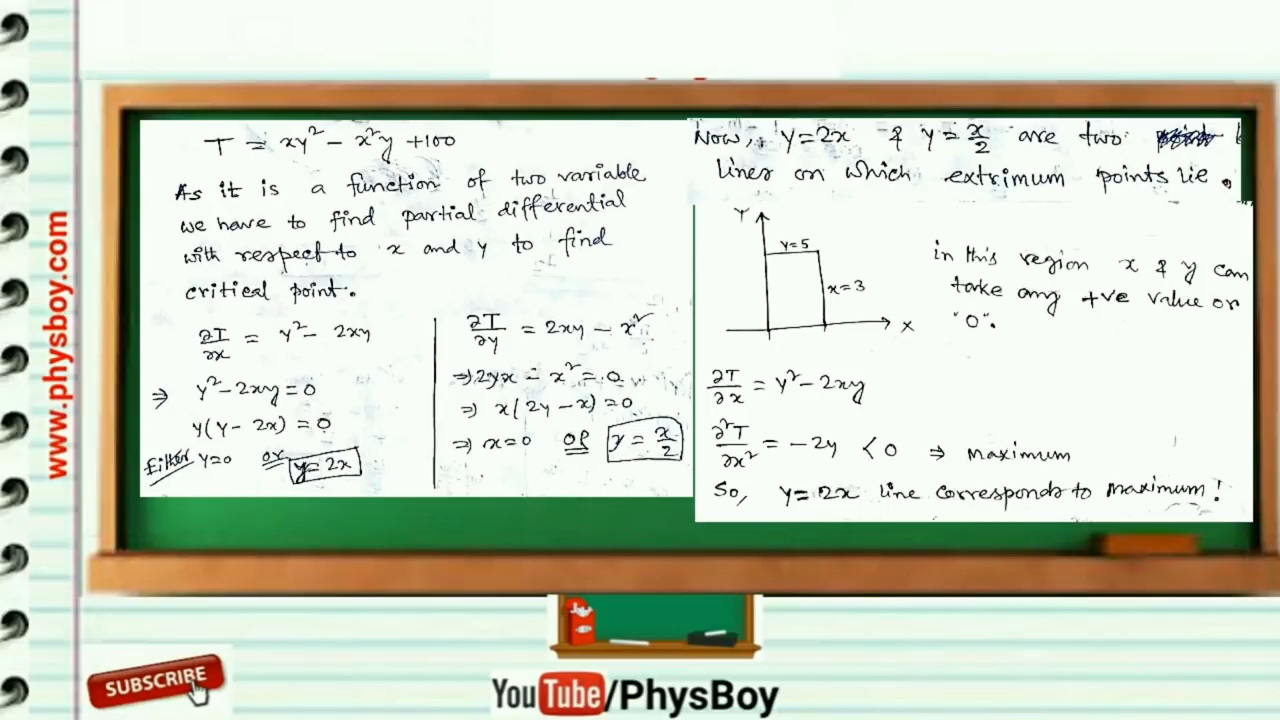 T = xy² - x²y +100
As it is a function of two variable
we have to find partial differential
with respect to x and y to find
critical point.
∂T/∂x = y² - 2xy
⇒ y² - 2xy = 0
y(y - 2x) = 0
Either y=0 or y = 2x
∂T/∂y = 2xy - x²
⇒ 2yx - x² = 0
⇒ x(2y - x) = 0
⇒ x=0 OR y = x/2
Now, y=2x & y = x/2 are two
lines on which extrimum points lie.
Y
y=5
x=3
X
in this region x & y can
take any +ve value or
"0".
∂T/∂x = y² - 2xy
∂²T/∂x² = -2y < 0 ⇒ maximum
So, y = 2x line corresponds to maximum!
www.physboy.com
SUBSCRIBE
YouTube/PhysBoy